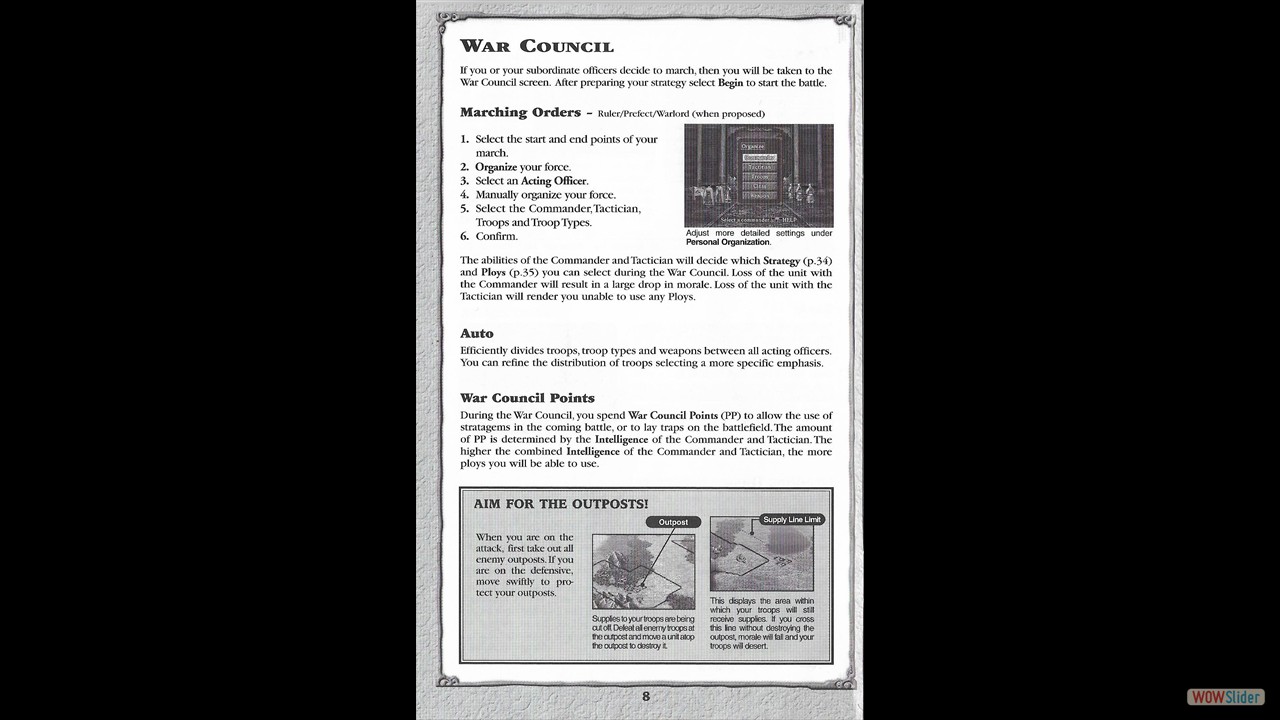 WAR COUNCIL
If you or your subordinate officers decide to march, then you will be taken to the
War Council screen. After preparing your strategy select Begin to start the battle.
Marching Orders – Ruler/Prefect/Warlord (when proposed)
1. Select the start and end points of your
march.
2. Organize your force.
3. Select an Acting Officer.
4. Manually organize your force.
5. Select the Commander, Tactician,
Troops and Troop Types.
6. Confirm.
Organize
Adjust more detailed settings under
Personal Organization.
The abilities of the Commander and Tactician will decide which Strategy (p.34)
and Ploys (p.35) you can select during the War Council. Loss of the unit with
the Commander will result in a large drop in morale. Loss of the unit with the
Tactician will render you unable to use any Ploys.
Auto
Efficiently divides troops, troop types and weapons between all acting officers.
You can refine the distribution of troops selecting a more specific emphasis.
War Council Points
During the War Council, you spend War Council Points (PP) to allow the use of
stratagems in the coming battle, or to lay traps on the battlefield. The amount
of PP is determined by the Intelligence of the Commander and Tactician. The
higher the combined Intelligence of the Commander and Tactician, the more
ploys you will be able to use.
AIM FOR THE OUTPOSTS!
When you are on the
attack, first take out all
enemy outposts. If you
are on the defensive,
move swiftly to pro-
tect your outposts.
Outpost
Supplies to your troops are being
cut off. Defeat all enemy troops at
the outpost and move a unit atop
the outpost to destroy it.
Supply Line Limit
This displays the area within
which your troops will still
receive supplies. If you cross
this line without destroying the
outpost, morale will fall and your
troops will desert.
8
WOWSlider